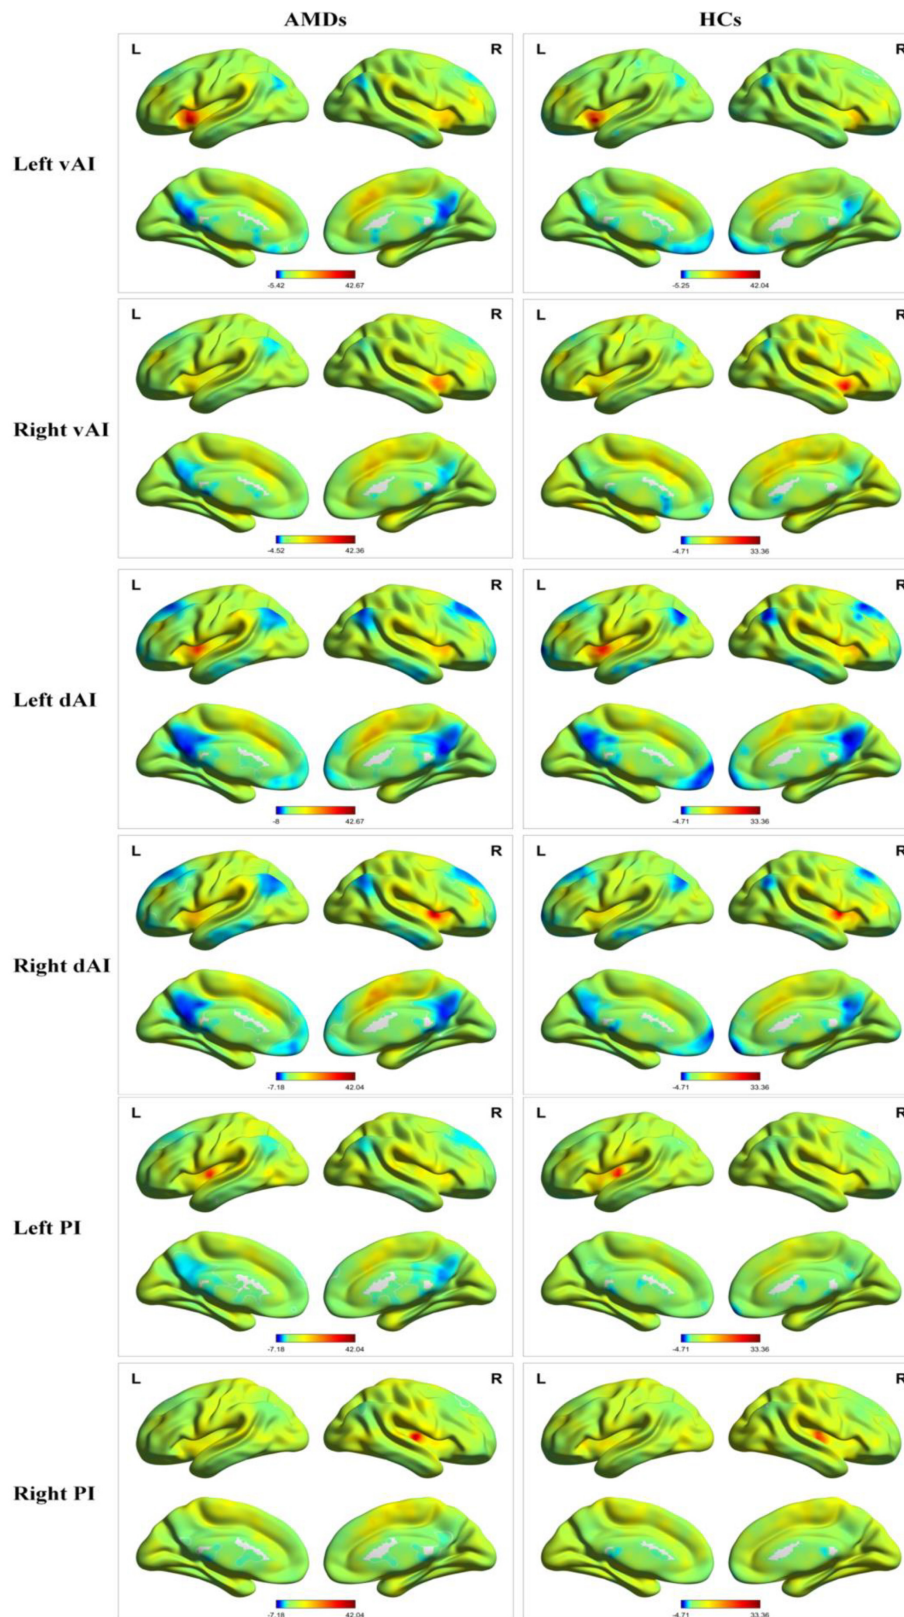 AMDs HCs
L R L R
Left vAI
-5.42 42.67 -5.25 42.04
L R L R
Right vAI
-4.52 42.36 -4.71 33.36
L R L R
Left dAI
-8 42.67 -4.71 33.36
L R L R
Right dAI
-7.18 42.04 -4.71 33.36
L R L R
Left PI
-7.18 42.04 -4.71 33.36
L R L R
Right PI
-7.18 42.04 -4.71 33.36